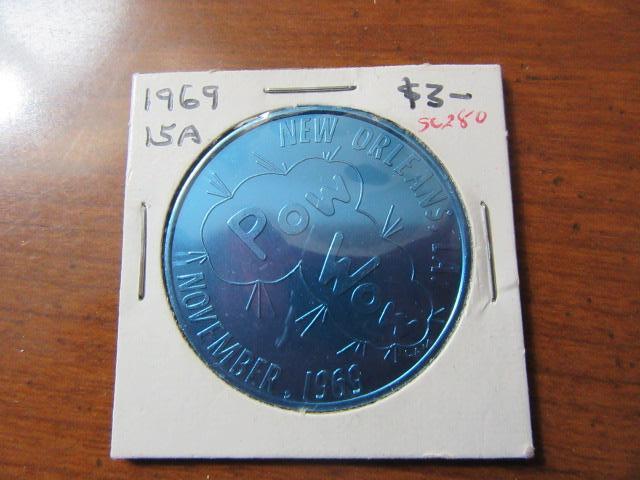 1969
15A
$3-
SC280
NEW ORLEANS, LA.
POW
WOW
NOVEMBER, 1969